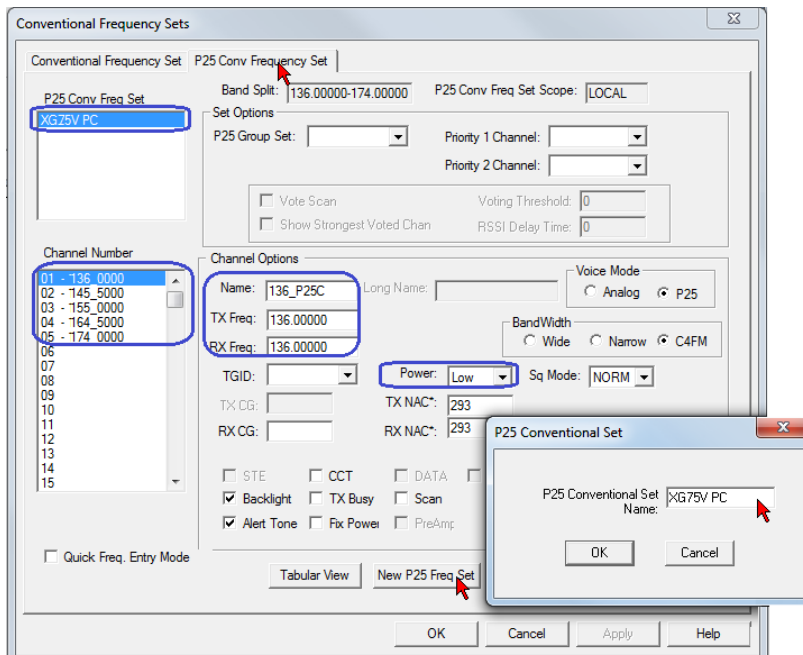 Conventional Frequency Sets
Conventional Frequency Set
P25 Conv Frequency Set
P25 Conv Freq Set
XG75V PC
Band Split: 136.00000-174.00000
P25 Conv Freq Set Scope: LOCAL
Set Options
P25 Group Set:
Priority 1 Channel:
Priority 2 Channel:
Vote Scan
Voting Threshold: 0
Show Strongest Voted Chan
RSSI Delay Time: 0
Channel Number
01 - 136_0000
02 - 145_5000
03 - 155_0000
04 - 164_5000
05 - 174_0000
06
07
08
09
10
11
12
13
14
15
Channel Options
Name: 136_P25C
Long Name:
Voice Mode
Analog P25
TX Freq: 136.00000
RX Freq: 136.00000
BandWidth
Wide Narrow C4FM
TGID:
Power: Low
Sq Mode: NORM
TX CG:
TX NAC*: 293
RX CG:
RX NAC*: 293
STE CCT DATA
Backlight TX Busy Scan
Alert Tone Fix Power PreAmp
Quick Freq. Entry Mode
Tabular View
New P25 Freq Set
P25 Conventional Set
P25 Conventional Set
Name: XG75V PC
OK Cancel
OK Cancel Apply Help